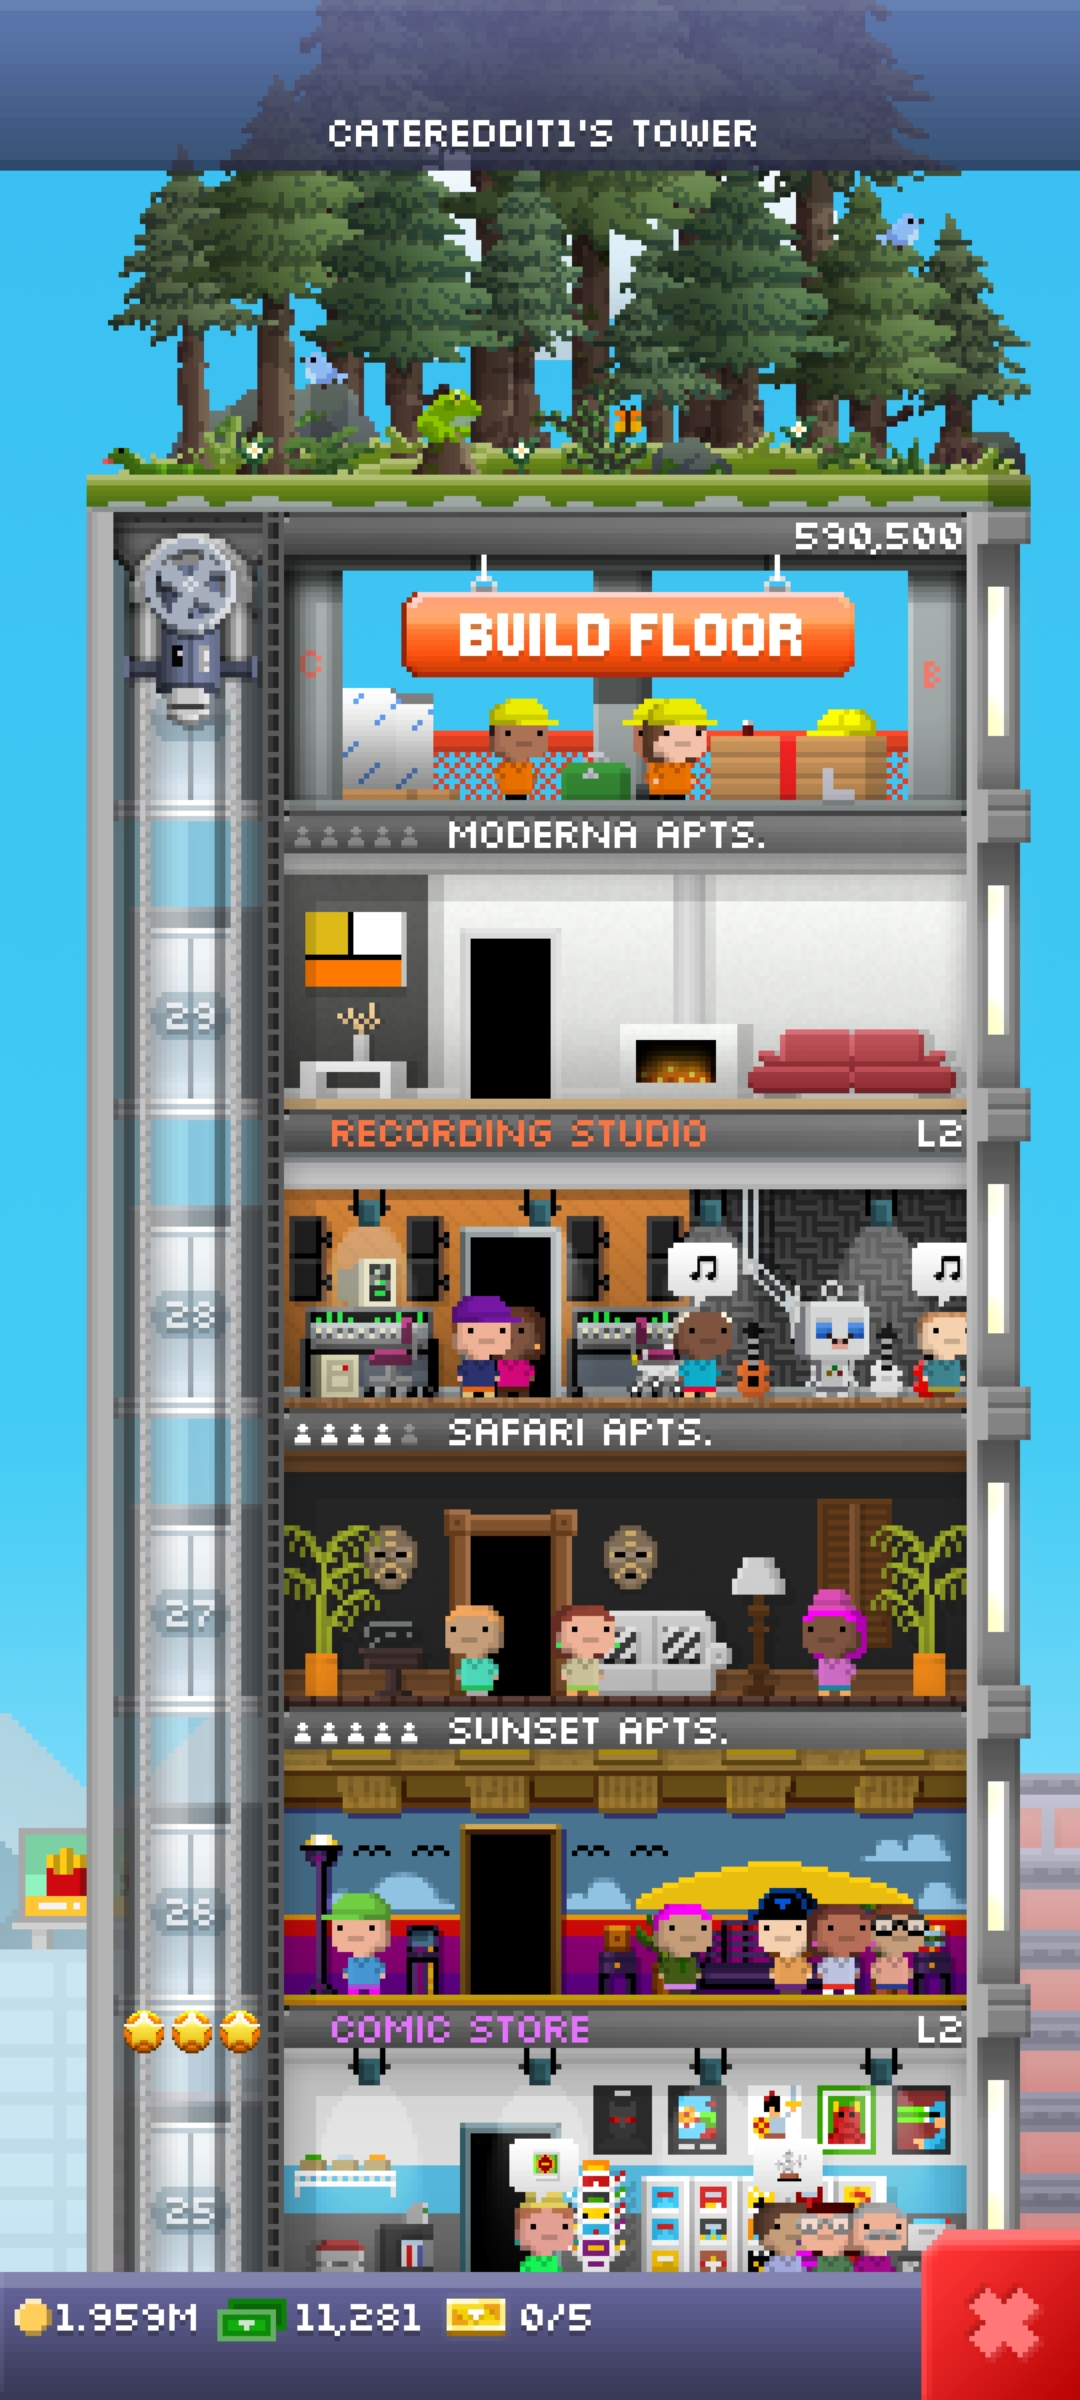 CATEREDDIT1'S TOWER
590,500
BUILD FLOOR
C
B
L
MODERNA APTS.
29
RECORDING STUDIO L2
28
SAFARI APTS.
27
SUNSET APTS.
26
COMIC STORE L2
25
1.959M 11,281 0/5